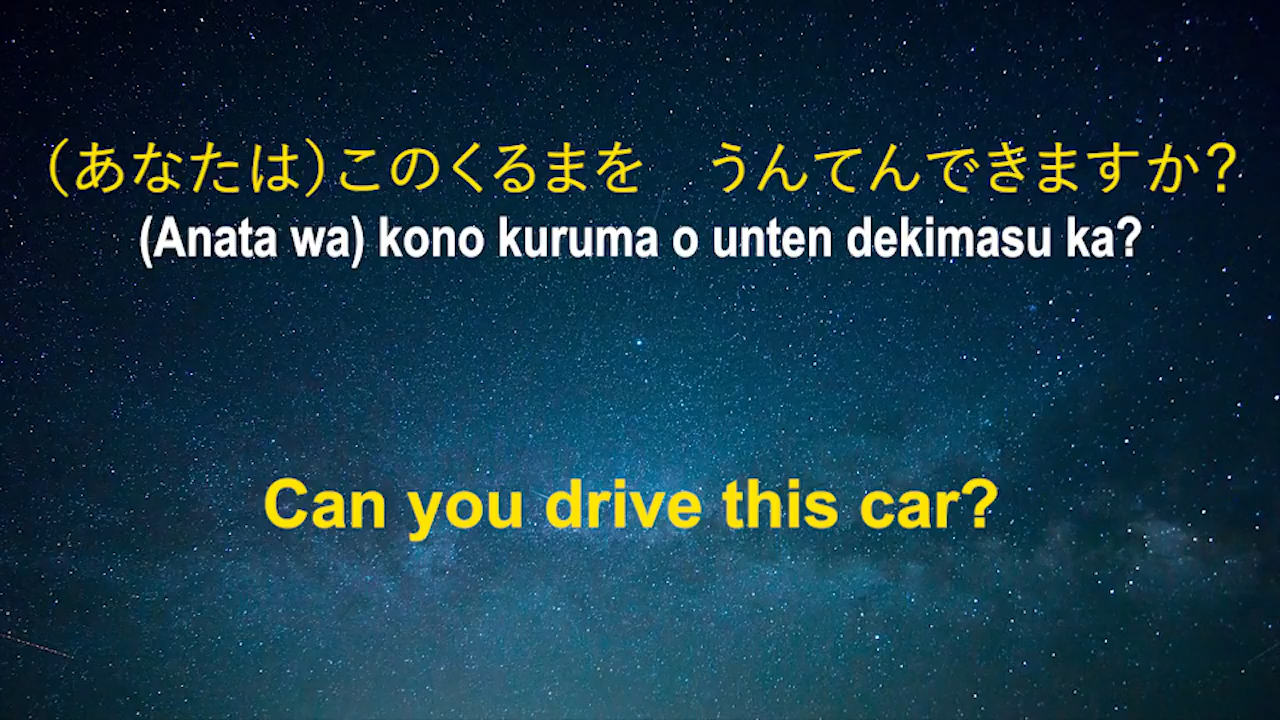 （あなたは）このくるまを　うんてんできますか？
(Anata wa) kono kuruma o unten dekimasu ka?
Can you drive this car?